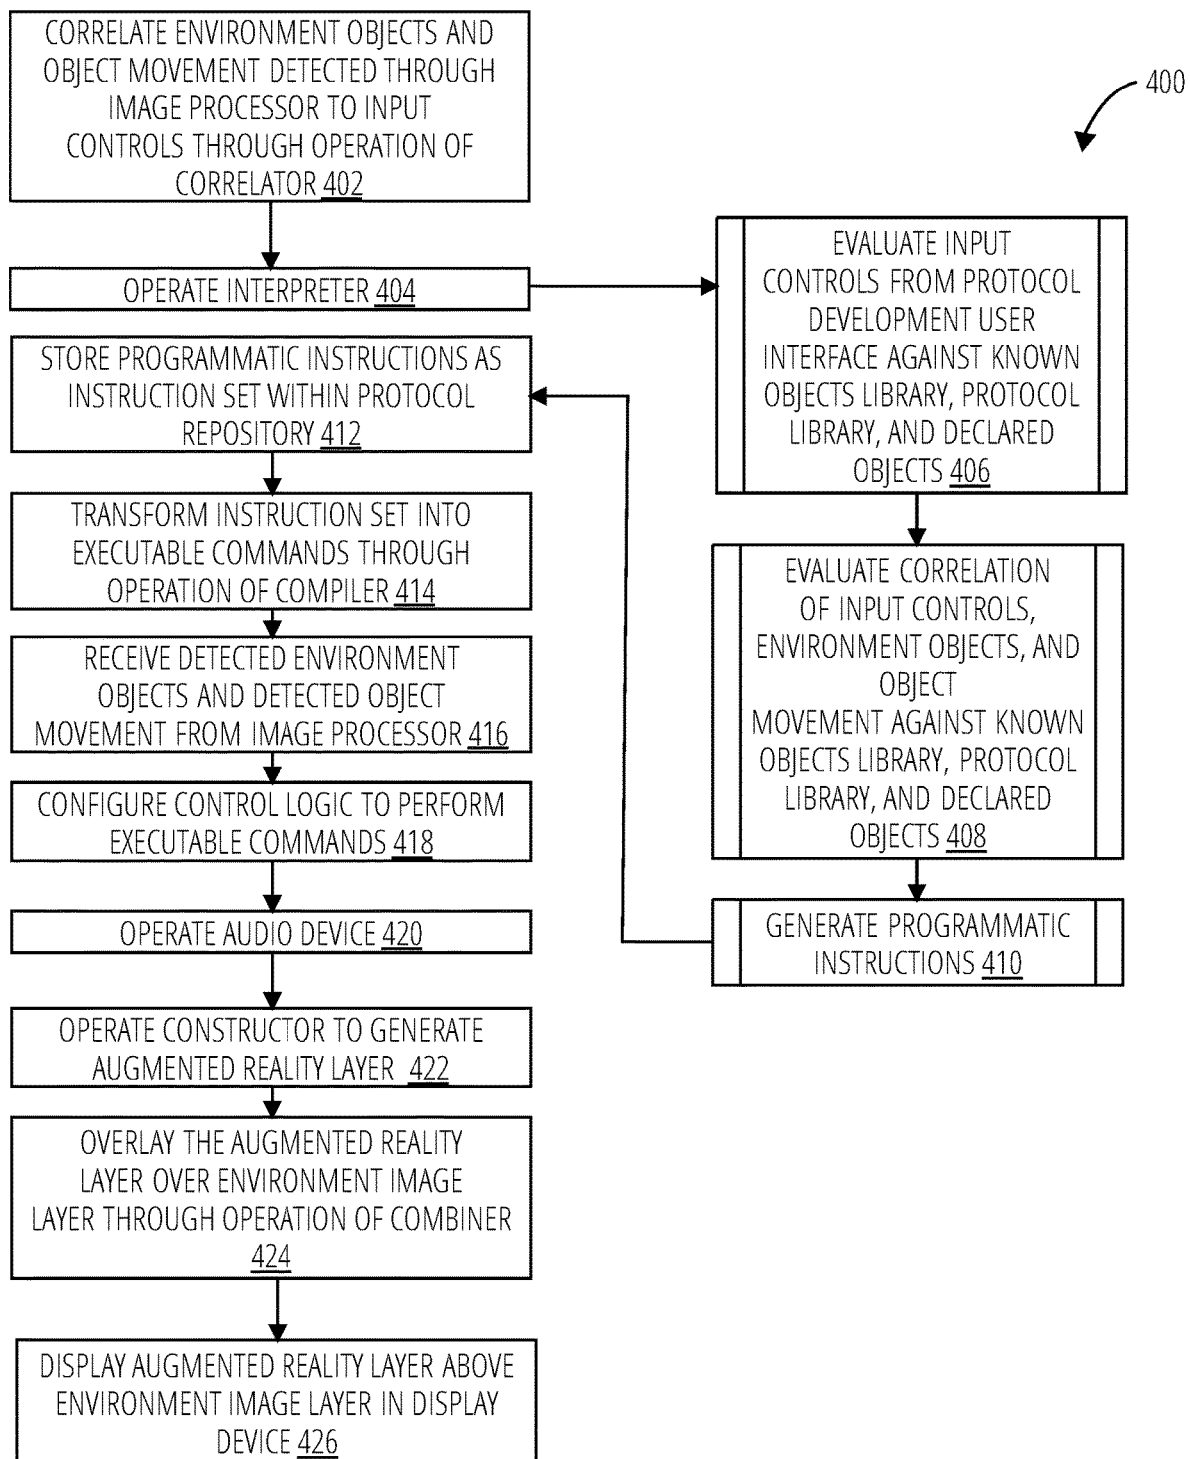 CORRELATE ENVIRONMENT OBJECTS AND
OBJECT MOVEMENT DETECTED THROUGH
IMAGE PROCESSOR TO INPUT
CONTROLS THROUGH OPERATION OF
CORRELATOR 402
400
OPERATE INTERPRETER 404
EVALUATE INPUT
CONTROLS FROM PROTOCOL
DEVELOPMENT USER
INTERFACE AGAINST KNOWN
OBJECTS LIBRARY, PROTOCOL
LIBRARY, AND DECLARED
OBJECTS 406
EVALUATE CORRELATION
OF INPUT CONTROLS,
ENVIRONMENT OBJECTS, AND
OBJECT
MOVEMENT AGAINST KNOWN
OBJECTS LIBRARY, PROTOCOL
LIBRARY, AND DECLARED
OBJECTS 408
GENERATE PROGRAMMATIC
INSTRUCTIONS 410
STORE PROGRAMMATIC INSTRUCTIONS AS
INSTRUCTION SET WITHIN PROTOCOL
REPOSITORY 412
TRANSFORM INSTRUCTION SET INTO
EXECUTABLE COMMANDS THROUGH
OPERATION OF COMPILER 414
RECEIVE DETECTED ENVIRONMENT
OBJECTS AND DETECTED OBJECT
MOVEMENT FROM IMAGE PROCESSOR 416
CONFIGURE CONTROL LOGIC TO PERFORM
EXECUTABLE COMMANDS 418
OPERATE AUDIO DEVICE 420
OPERATE CONSTRUCTOR TO GENERATE
AUGMENTED REALITY LAYER 422
OVERLAY THE AUGMENTED REALITY
LAYER OVER ENVIRONMENT IMAGE
LAYER THROUGH OPERATION OF COMBINER
424
DISPLAY AUGMENTED REALITY LAYER ABOVE
ENVIRONMENT IMAGE LAYER IN DISPLAY
DEVICE 426